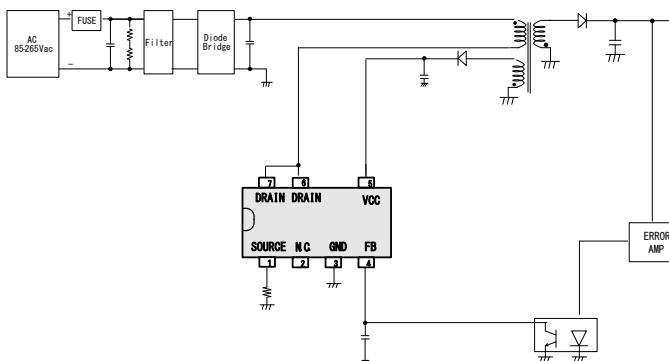 AC
85-265Vac
+
-
FUSE
Filter
Diode
Bridge
7
6
5
DRAIN
DRAIN
VCC
SOURCE
N.C.
GND
FB
1
2
3
4
ERROR
AMP